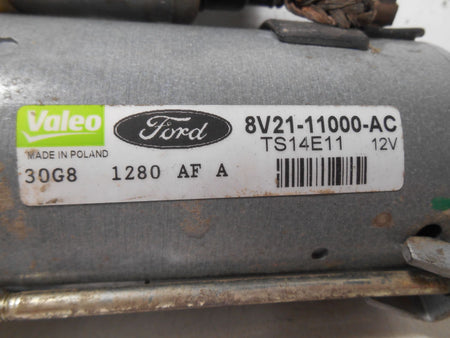 Valeo
Ford
8V21-11000-AC
MADE IN POLAND
TS14E11 12V
30G8 1280 AF A